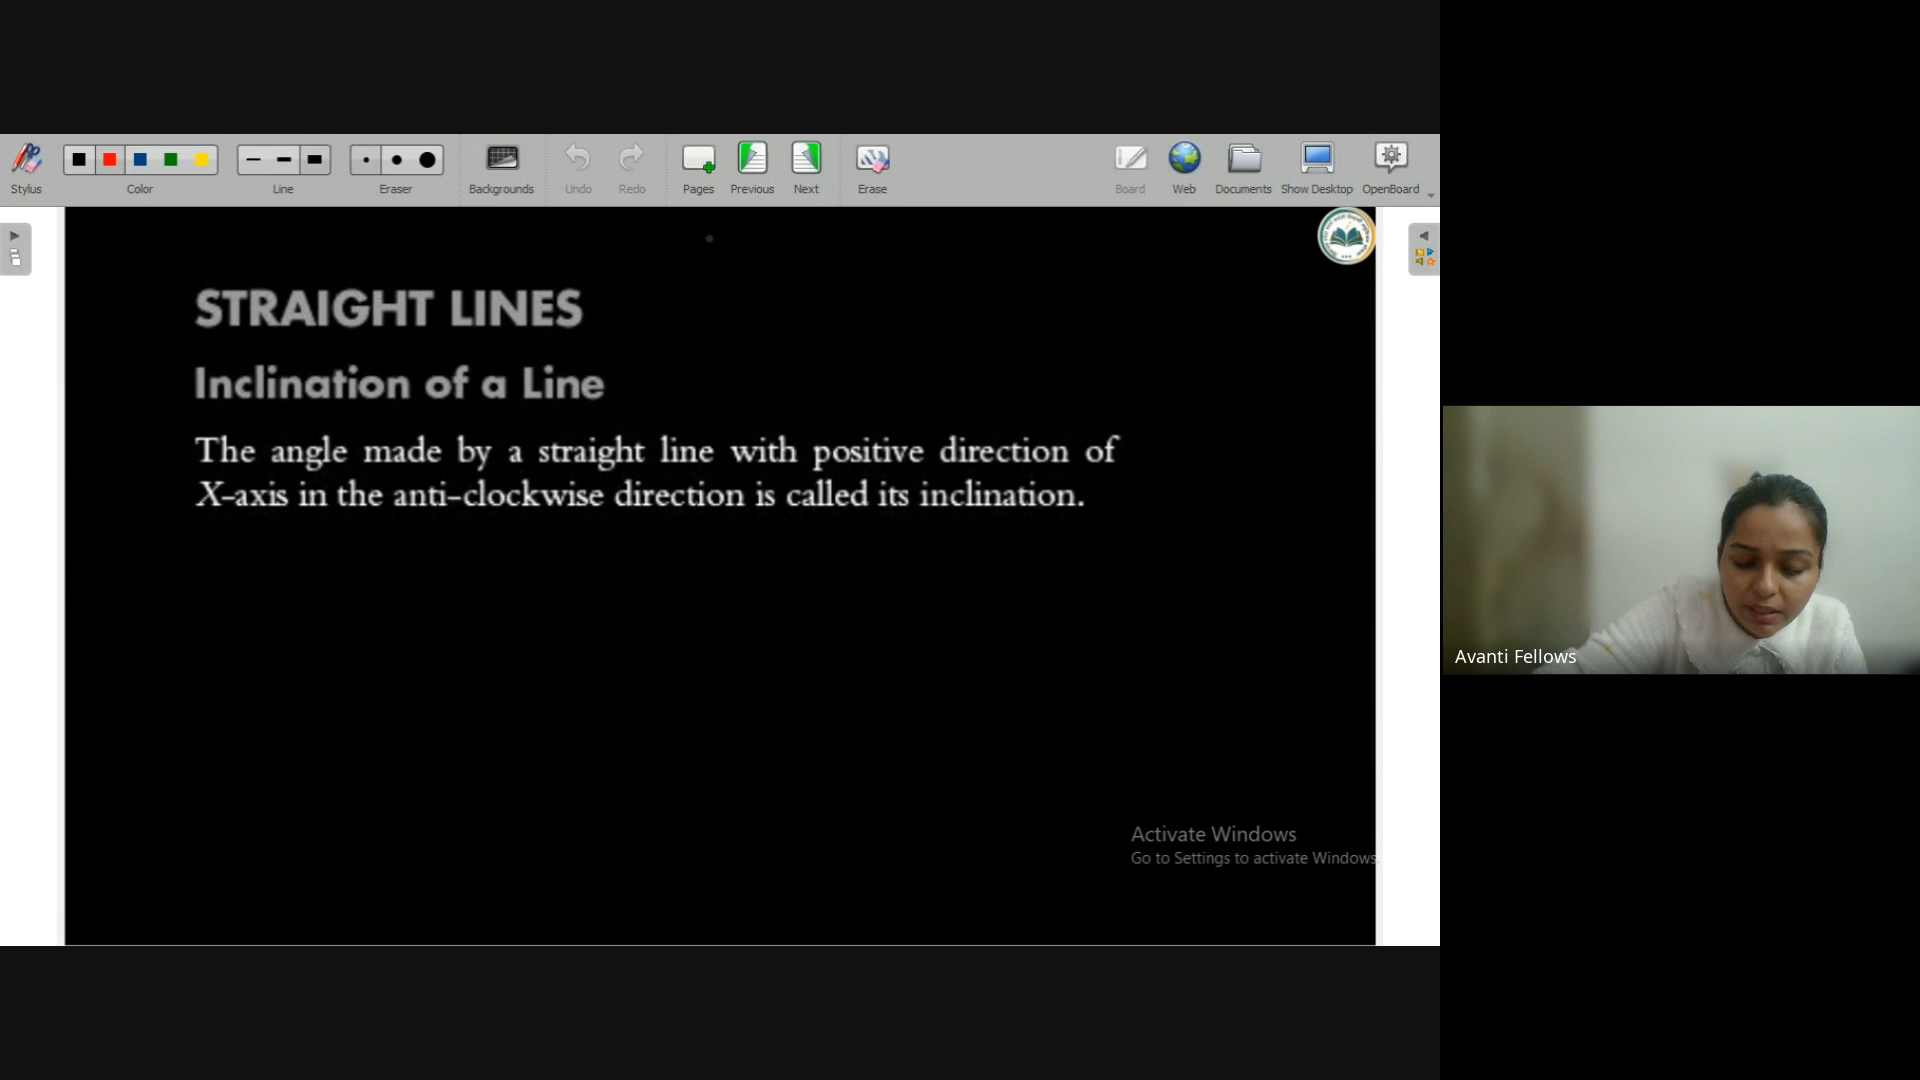 Stylus
Color
Line
Eraser
Backgrounds
Undo
Redo
Pages
Previous
Next
Erase
Board
Web
Documents
Show Desktop
OpenBoard
STRAIGHT LINES
Inclination of a Line
The angle made by a straight line with positive direction of
X-axis in the anti-clockwise direction is called its inclination.
Activate Windows
Go to Settings to activate Windows.
Avanti Fellows